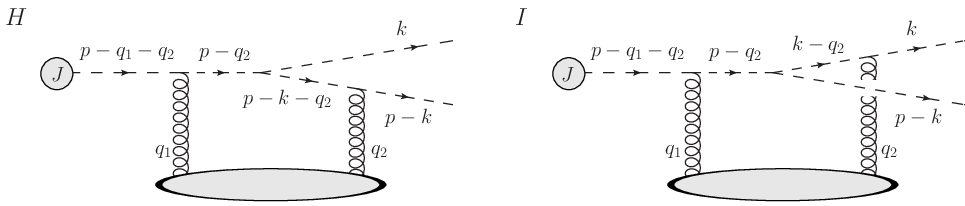 H
J
p − q₁ − q₂
p − q₂
k
p − k − q₂
p − k
q₁
q₂
I
J
p − q₁ − q₂
p − q₂
k − q₂
k
p − k
q₁
q₂